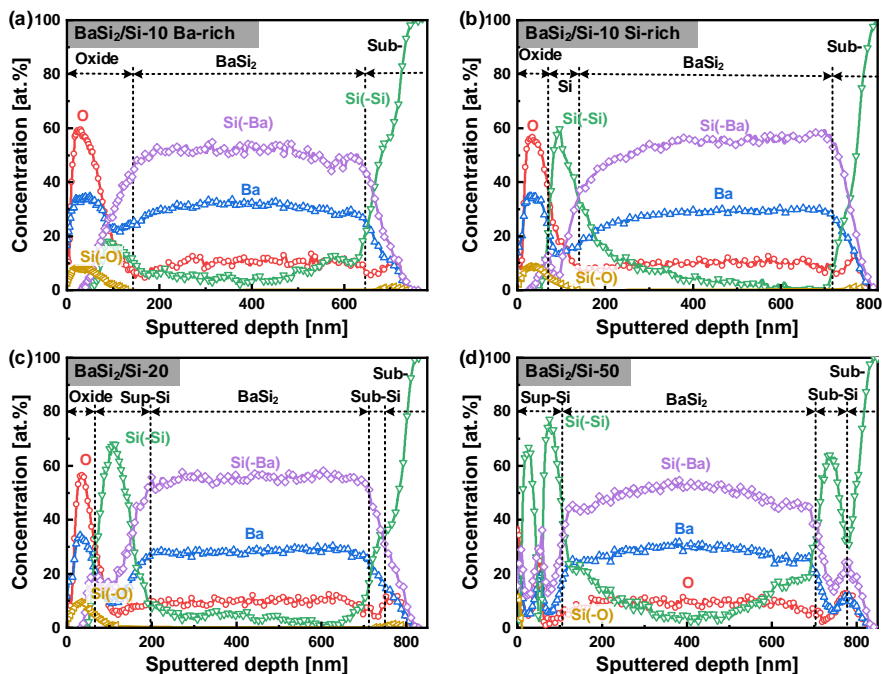 (a) BaSi₂/Si-10 Ba-rich
Sub-
Oxide
BaSi₂
Si(-Si)
O
Si(-Ba)
Ba
Si(-O)
Concentration [at.%]
100
80
60
40
20
0
0 200 400 600
Sputtered depth [nm]
(b) BaSi₂/Si-10 Si-rich
Oxide
Sub-
Si
BaSi₂
Si(-Si)
O
Si(-Ba)
Ba
Si(-O)
Concentration [at.%]
100
80
60
40
20
0
0 200 400 600 800
Sputtered depth [nm]
(c) BaSi₂/Si-20
Sub-
Oxide
Sup-Si
BaSi₂
Sub-Si
Si(-Si)
O
Si(-Ba)
Ba
Si(-O)
Concentration [at.%]
100
80
60
40
20
0
0 200 400 600 800
Sputtered depth [nm]
(d) BaSi₂/Si-50
Sub-
Sup-Si
BaSi₂
Sub-Si
Si(-Si)
Si(-Ba)
Ba
O
Si(-O)
Concentration [at.%]
100
80
60
40
20
0
0 200 400 600 800
Sputtered depth [nm]